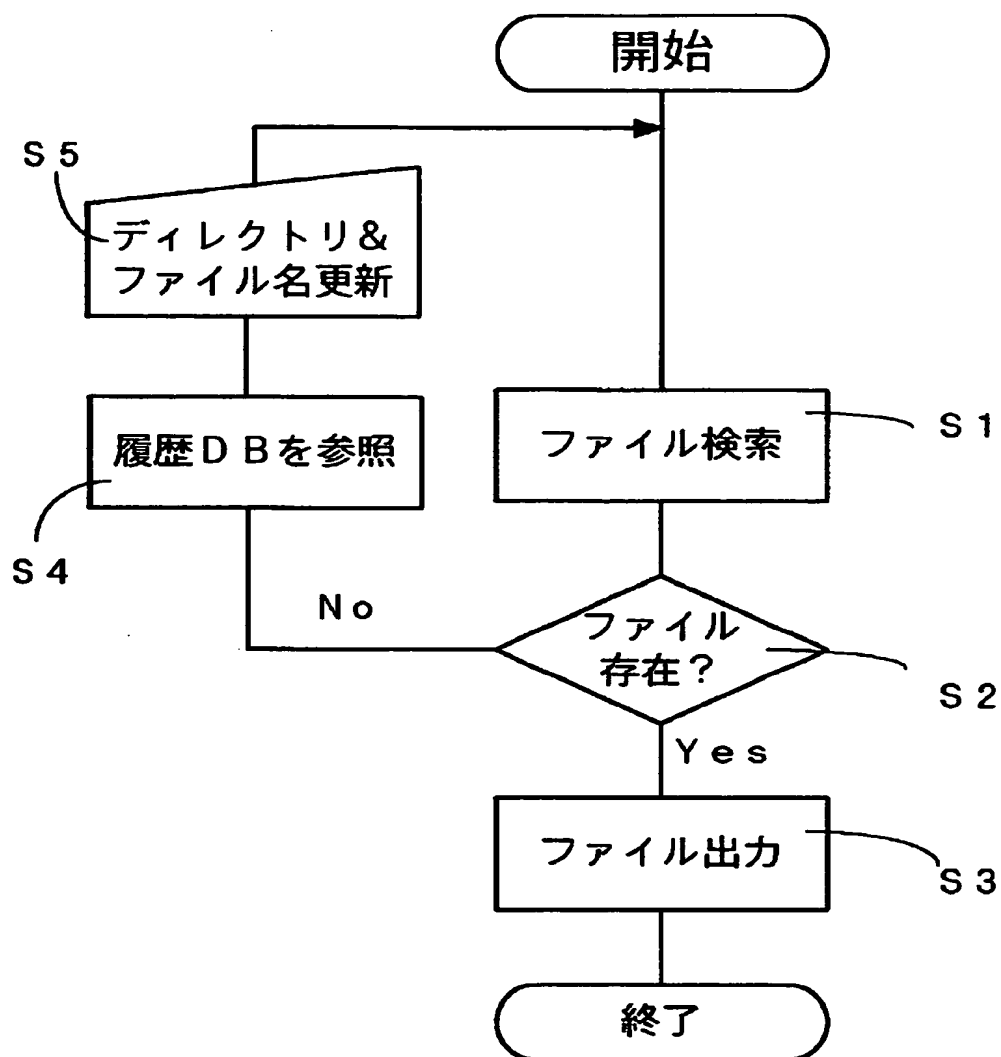 開始
S5
ディレクトリ&
ファイル名更新
履歴DBを参照
S4
ファイル検索
S1
No
ファイル
存在?
S2
Yes
ファイル出力
S3
終了